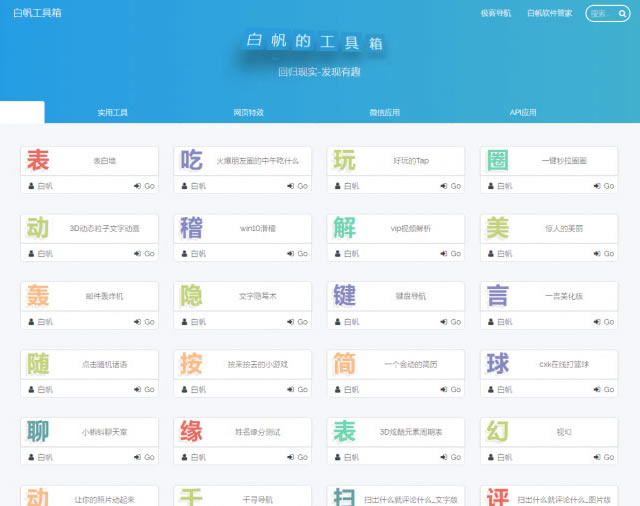 白帆工具箱
极客导航 白帆软件管家 搜索...
白帆的工具箱
回归现实-发现有趣
实用工具 网页特效 微信应用 API应用
表 表白墙 吃 火爆朋友圈的中午吃什么 玩 好玩的Tap 圈 一键秒拉圈圈
白帆 Go 白帆 Go 白帆 Go 白帆 Go
动 3D动态粒子文字动画 稽 win10滑稽 解 vip视频解析 美 惊人的美丽
白帆 Go 白帆 Go 白帆 Go 白帆 Go
轰 邮件轰炸机 隐 文字隐写术 键 键盘导航 言 一言美化版
白帆 Go 白帆 Go 白帆 Go 白帆 Go
随 点击随机话语 按 按来按去的小游戏 简 一个会动的简历 球 cxk在线打篮球
白帆 Go 白帆 Go 白帆 Go 白帆 Go
聊 小蝌蚪聊天室 缘 姓名缘分测试 表 3D炫酷元素周期表 幻 视幻
白帆 Go 白帆 Go 白帆 Go 白帆 Go
动 让你的照片动起来 千 千寻导航 扫 扫出什么就评论什么_文字版 评 扫出什么就评论什么_图片版